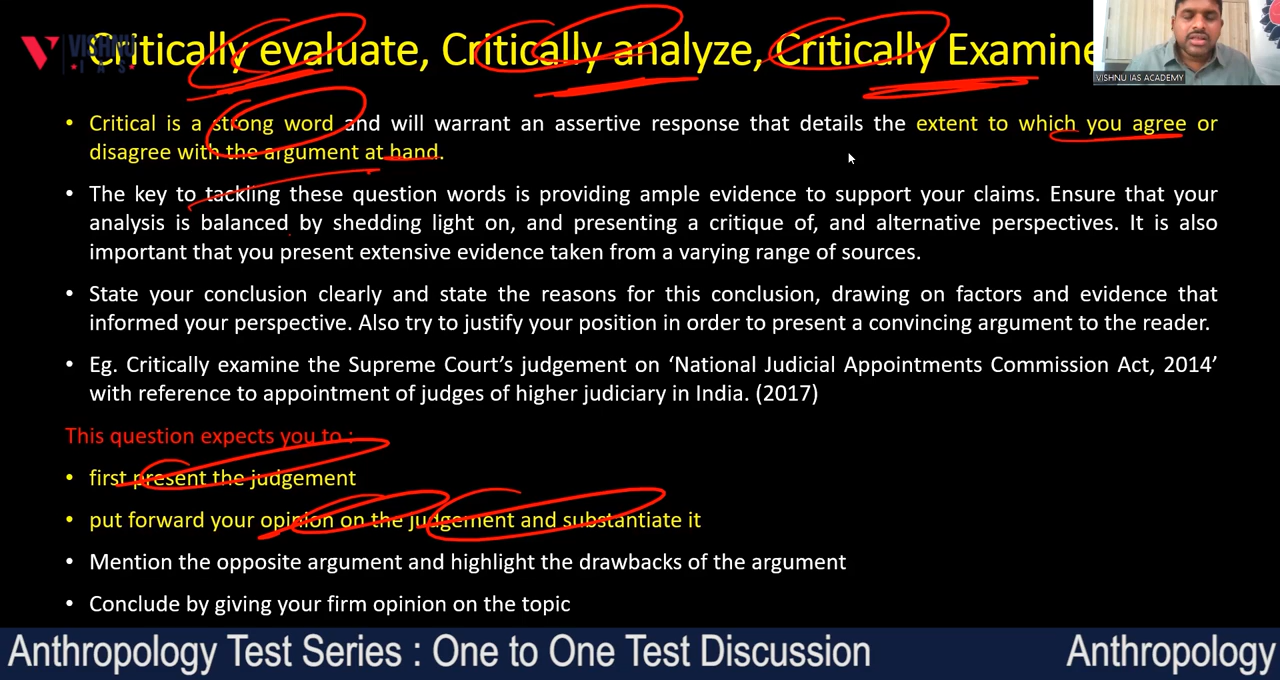 VISHNU
IAS
Critically evaluate, Critically analyze, Critically Examine
VISHNU IAS ACADEMY
• Critical is a strong word and will warrant an assertive response that details the extent to which you agree or
disagree with the argument at hand.
• The key to tackling these question words is providing ample evidence to support your claims. Ensure that your
analysis is balanced by shedding light on, and presenting a critique of, and alternative perspectives. It is also
important that you present extensive evidence taken from a varying range of sources.
• State your conclusion clearly and state the reasons for this conclusion, drawing on factors and evidence that
informed your perspective. Also try to justify your position in order to present a convincing argument to the reader.
• Eg. Critically examine the Supreme Court's judgement on ‘National Judicial Appointments Commission Act, 2014’
with reference to appointment of judges of higher judiciary in India. (2017)
This question expects you to :
• first present the judgement
• put forward your opinion on the judgement and substantiate it
• Mention the opposite argument and highlight the drawbacks of the argument
• Conclude by giving your firm opinion on the topic
Anthropology Test Series : One to One Test Discussion Anthropology